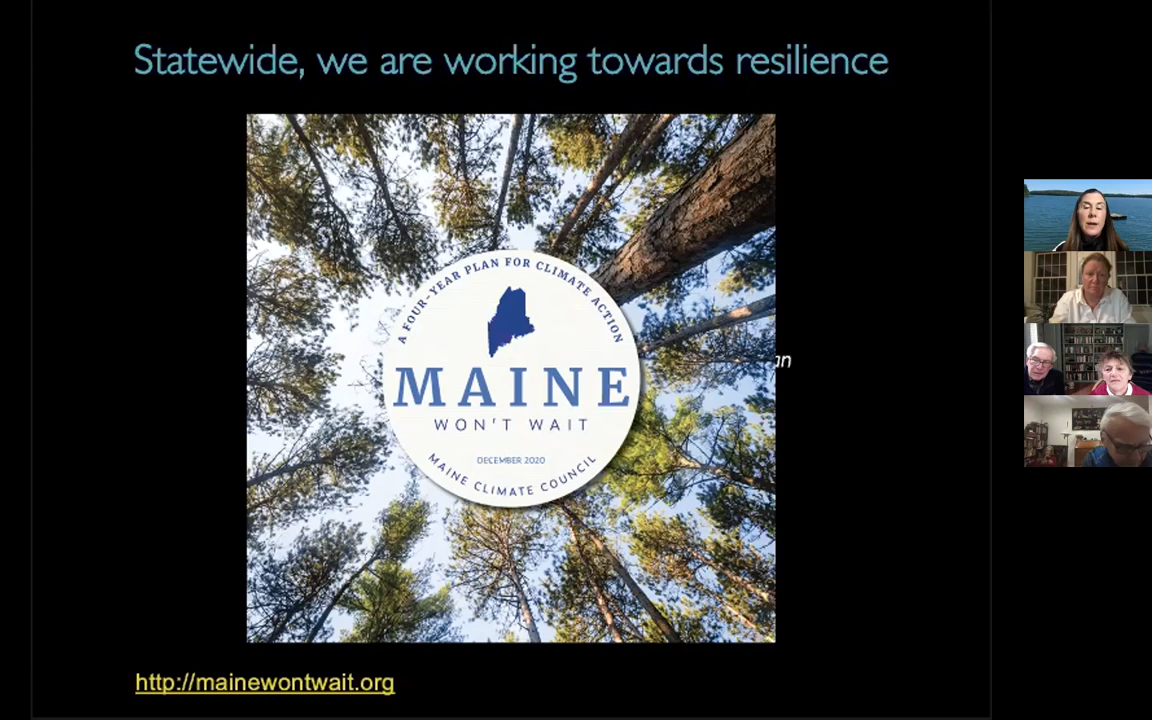 Statewide, we are working towards resilience
A FOUR-YEAR PLAN FOR CLIMATE ACTION
MAINE
WON'T WAIT
DECEMBER 2020
MAINE CLIMATE COUNCIL
an
http://mainewontwait.org